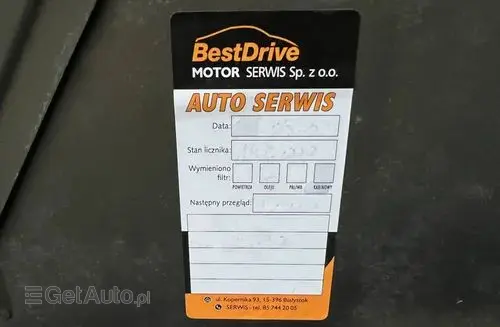 BestDrive
MOTOR SERWIS Sp. z o.o.
AUTO SERWIS
Data:
Stan licznika:
Wymieniono
filtr:
POWIETRZA OLEJU PALIWA KABINOWY
Następny przegląd:
ul. Kopernika 93, 15-396 Białystok
SERWIS - tel. 85 744 20 05
GetAuto.pl